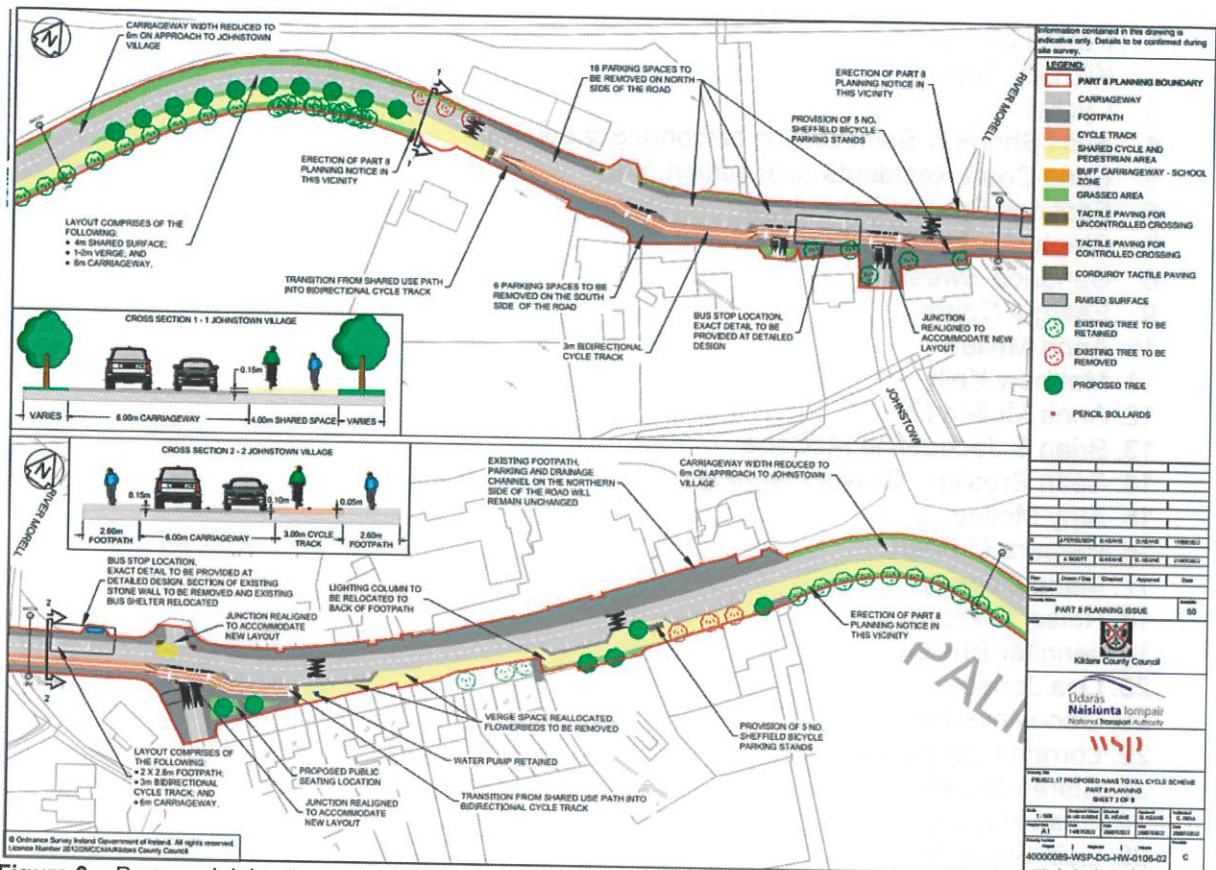 CARRIAGEWAY WIDTH REDUCED TO
6m ON APPROACH TO JOHNSTOWN
VILLAGE
16 PARKING SPACES TO
BE REMOVED ON NORTH
SIDE OF THE ROAD
ERECTION OF PART 8
PLANNING NOTICE IN
THIS VICINITY
PROVISION OF 5 NO.
SHEFFIELD BICYCLE
PARKING STANDS
RIVER MORELL
1
1
ERECTION OF PART 8
PLANNING NOTICE IN
THIS VICINITY
LAYOUT COMPRISES OF THE
FOLLOWING:
• 4m SHARED SURFACE;
• 1-2m VERGE; AND
• 6m CARRIAGEWAY.
TRANSITION FROM SHARED USE PATH
INTO BIDIRECTIONAL CYCLE TRACK
6 PARKING SPACES TO BE
REMOVED ON THE SOUTH
SIDE OF THE ROAD
3m BIDIRECTIONAL
CYCLE TRACK
BUS STOP LOCATION,
EXACT DETAIL TO BE
PROVIDED AT DETAILED
DESIGN
JUNCTION
REALIGNED TO
ACCOMMODATE NEW
LAYOUT
JOHNSTOWN
CROSS SECTION 1 - 1 JOHNSTOWN VILLAGE
0.15m
VARIES
6.00m CARRIAGEWAY
4.00m SHARED SPACE
VARIES
CROSS SECTION 2 - 2 JOHNSTOWN VILLAGE
0.15m
0.10m
0.05m
2.60m
FOOTPATH
6.00m CARRIAGEWAY
3.00m CYCLE
TRACK
2.60m
FOOTPATH
RIVER MORELL
BUS STOP LOCATION.
EXACT DETAIL TO BE PROVIDED AT
DETAILED DESIGN. SECTION OF EXISTING
STONE WALL TO BE REMOVED AND EXISTING
BUS SHELTER RELOCATED
JUNCTION REALIGNED
TO ACCOMMODATE
NEW LAYOUT
2
2
LIGHTING COLUMN TO
BE RELOCATED TO
BACK OF FOOTPATH
EXISTING FOOTPATH,
PARKING AND DRAINAGE
CHANNEL ON THE NORTHERN
SIDE OF THE ROAD WILL
REMAIN UNCHANGED
CARRIAGEWAY WIDTH REDUCED TO
6m ON APPROACH TO JOHNSTOWN
VILLAGE
ERECTION OF PART 8
PLANNING NOTICE IN
THIS VICINITY
PROVISION OF 5 NO.
SHEFFIELD BICYCLE
PARKING STANDS
VERGE SPACE REALLOCATED.
FLOWERBEDS TO BE REMOVED
WATER PUMP RETAINED
TRANSITION FROM SHARED USE PATH INTO
BIDIRECTIONAL CYCLE TRACK
PROPOSED PUBLIC
SEATING LOCATION
JUNCTION REALIGNED
TO ACCOMMODATE
NEW LAYOUT
LAYOUT COMPRISES OF
THE FOLLOWING:
• 2 X 2.6m FOOTPATH;
• 3m BIDIRECTIONAL
CYCLE TRACK; AND
• 6m CARRIAGEWAY.
© Ordnance Survey Ireland Government of Ireland. All rights reserved.
Kildare County Council
Information contained in this drawing is
indicative only. Details to be confirmed during
site survey.
LEGEND:
PART 8 PLANNING BOUNDARY
CARRIAGEWAY
FOOTPATH
CYCLE TRACK
SHARED CYCLE AND
PEDESTRIAN AREA
BUFF CARRIAGEWAY - SCHOOL
ZONE
GRASSED AREA
TACTILE PAVING FOR
UNCONTROLLED CROSSING
TACTILE PAVING FOR
CONTROLLED CROSSING
CORDUROY TACTILE PAVING
RAISED SURFACE
EXISTING TREE TO BE
RETAINED
EXISTING TREE TO BE
REMOVED
PROPOSED TREE
PENCIL BOLLARDS
PART 8 PLANNING ISSUE
Kildare County Council
Údarás
Náisiúnta Iompair
National Transport Authority
wsp
PROPOSED NAAS TO KILL CYCLE SCHEME
PART 8 PLANNING
A1
40000089-WSP-DG-HW-0106-02
C